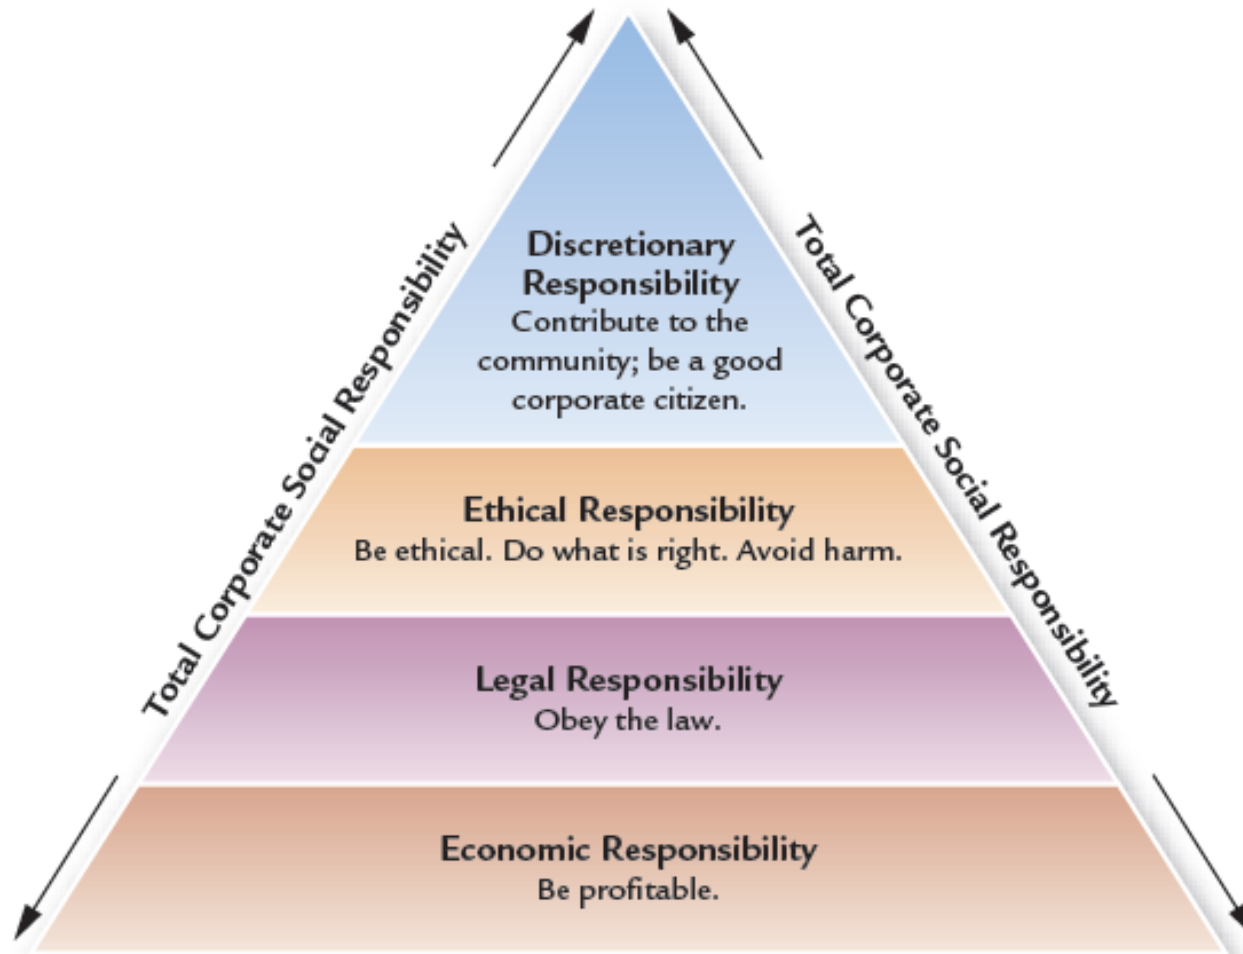 Total Corporate Social Responsibility
Total Corporate Social Responsibility
Discretionary
Responsibility
Contribute to the
community; be a good
corporate citizen.
Ethical Responsibility
Be ethical. Do what is right. Avoid harm.
Legal Responsibility
Obey the law.
Economic Responsibility
Be profitable.